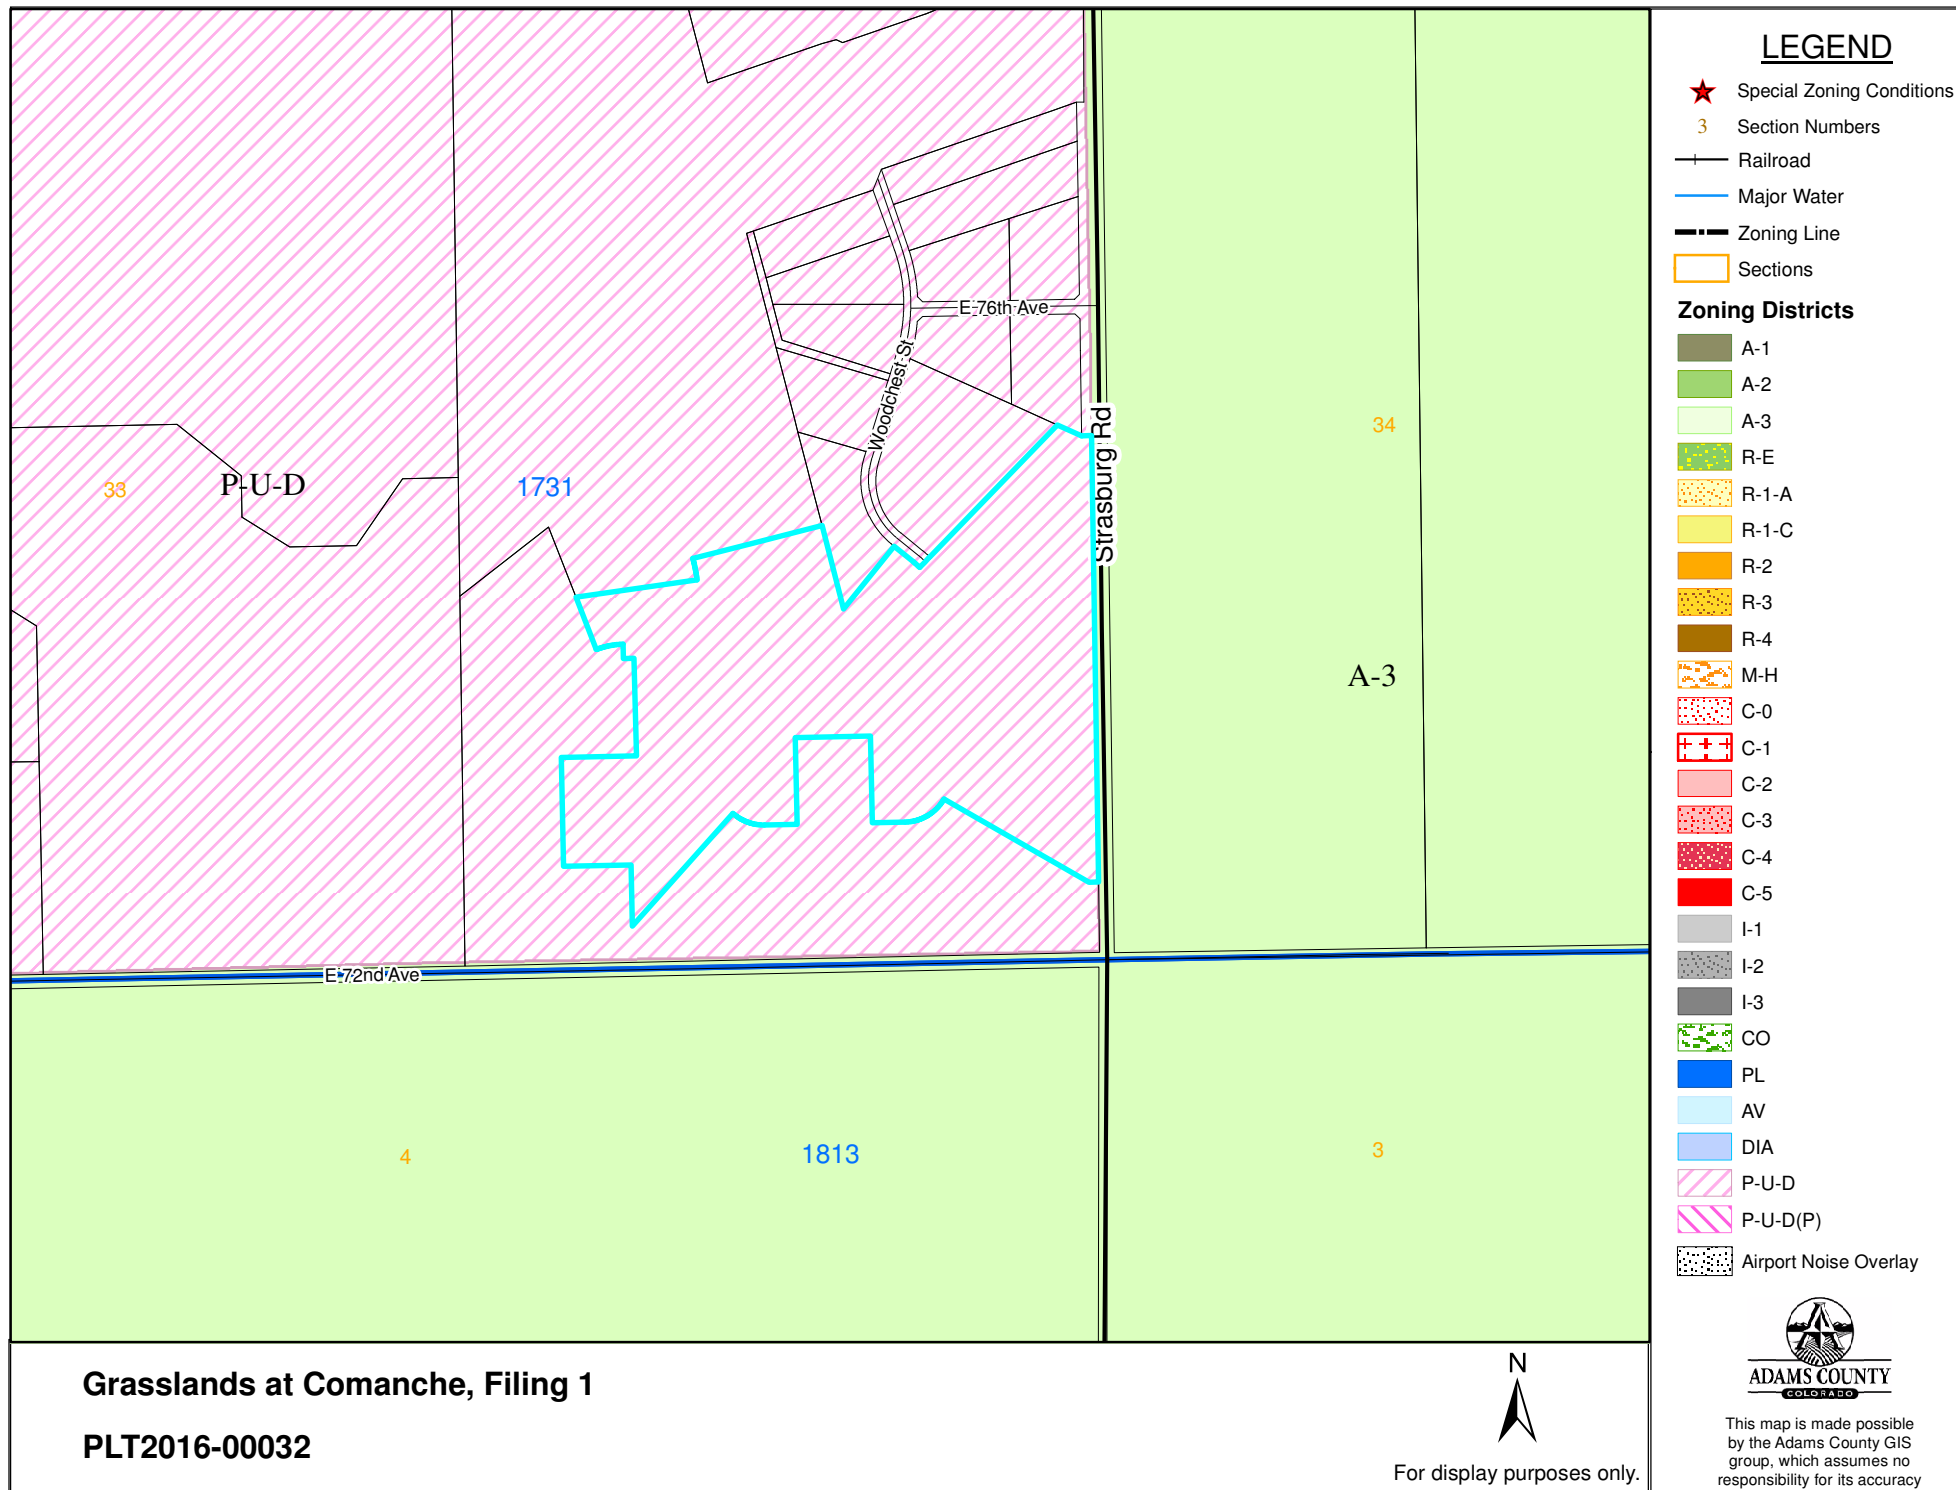 E 76th Ave
Woodchest St
Strasburg Rd
34
33
P-U-D
1731
A-3
E 72nd Ave
4
1813
3
LEGEND
Special Zoning Conditions
3 Section Numbers
Railroad
Major Water
Zoning Line
Sections
Zoning Districts
A-1
A-2
A-3
R-E
R-1-A
R-1-C
R-2
R-3
R-4
M-H
C-0
C-1
C-2
C-3
C-4
C-5
I-1
I-2
I-3
CO
PL
AV
DIA
P-U-D
P-U-D(P)
Airport Noise Overlay
ADAMS COUNTY
COLORADO
This map is made possible
by the Adams County GIS
group, which assumes no
responsibility for its accuracy
Grasslands at Comanche, Filing 1
PLT2016-00032
N
For display purposes only.